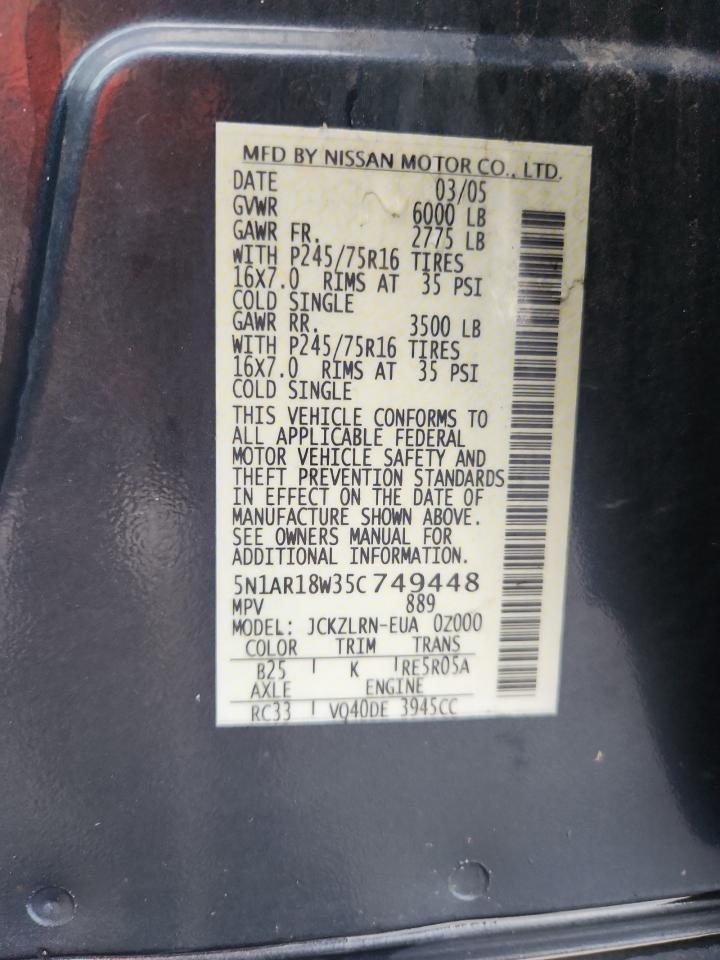 MFD BY NISSAN MOTOR CO., LTD.
DATE 03/05
GVWR 6000 LB
GAWR FR. 2775 LB
WITH P245/75R16 TIRES
16X7.0 RIMS AT 35 PSI
COLD SINGLE
GAWR RR. 3500 LB
WITH P245/75R16 TIRES
16X7.0 RIMS AT 35 PSI
COLD SINGLE
THIS VEHICLE CONFORMS TO
ALL APPLICABLE FEDERAL
MOTOR VEHICLE SAFETY AND
THEFT PREVENTION STANDARDS
IN EFFECT ON THE DATE OF
MANUFACTURE SHOWN ABOVE.
SEE OWNERS MANUAL FOR
ADDITIONAL INFORMATION.
5N1AR18W35C749448
MPV 889
MODEL: JCKZLRN-EUA 0Z000
COLOR TRIM TRANS
B25 K RE5R05A
AXLE ENGINE
RC33 VQ40DE 3945CC